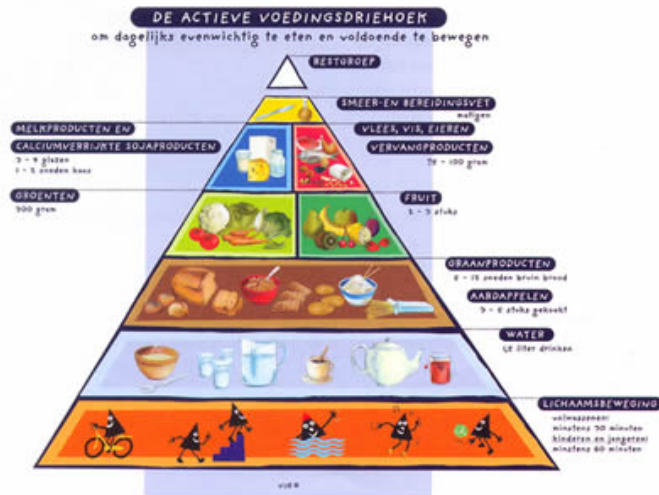 DE ACTIEVE VOEDINGSDRIEHOEK
om dagelijks evenwichtig te eten en voldoende te bewegen
RESTGROEP
SMEER-EN BEREIDINGSVET
matigen
MELKPRODUCTEN EN
CALCIUMVERRIJKTE SOJAPRODUCTEN
3 - 4 glazen
1 - 2 sneden kaas
VLEES, VIS, EIEREN
VERVANGPRODUCTEN
75 - 100 gram
GROENTEN
300 gram
FRUIT
2 - 3 stuks
GRAANPRODUCTEN
5 - 12 sneden bruin brood
AARDAPPELEN
3 - 5 stuks gekookt
WATER
1,5 liter drinken
LICHAAMSBEWEGING
volwassenen:
minstens 30 minuten
kinderen en jongeren:
minstens 60 minuten